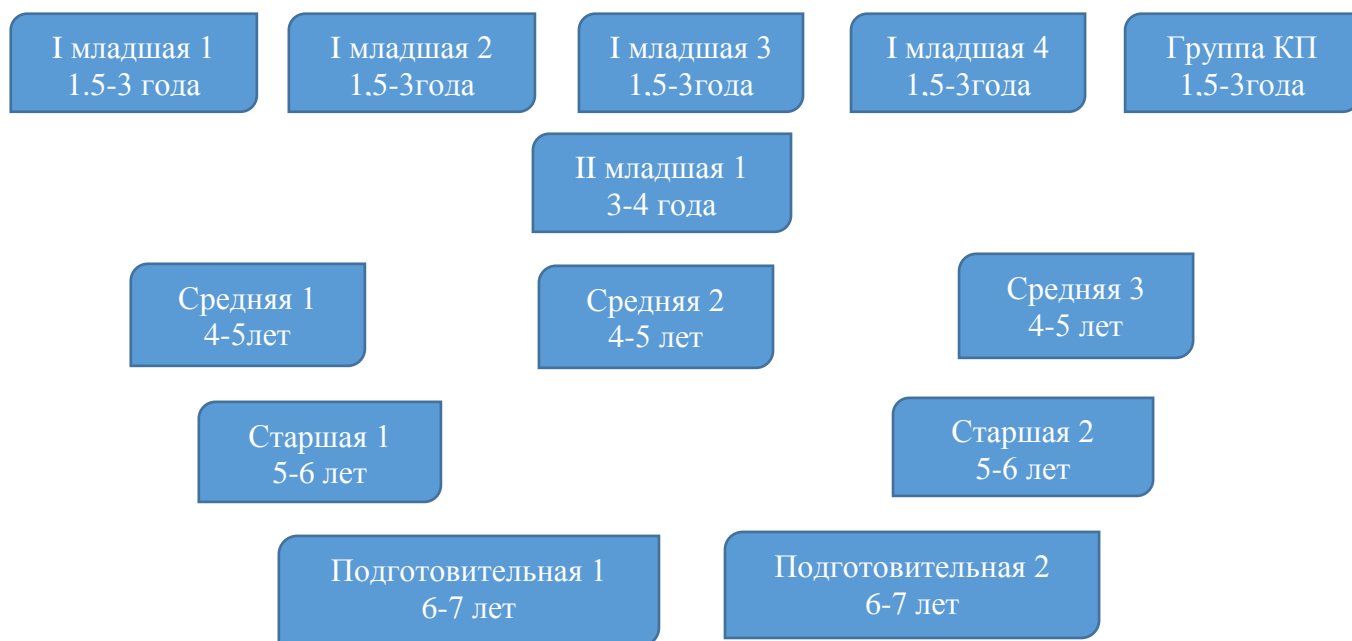 I младшая 1
1.5-3 года
I младшая 2
1,5-3года
I младшая 3
1,5-3года
I младшая 4
1,5-3года
Группа КП
1,5-3года
II младшая 1
3-4 года
Средняя 1
4-5лет
Средняя 2
4-5 лет
Средняя 3
4-5 лет
Старшая 1
5-6 лет
Старшая 2
5-6 лет
Подготовительная 1
6-7 лет
Подготовительная 2
6-7 лет